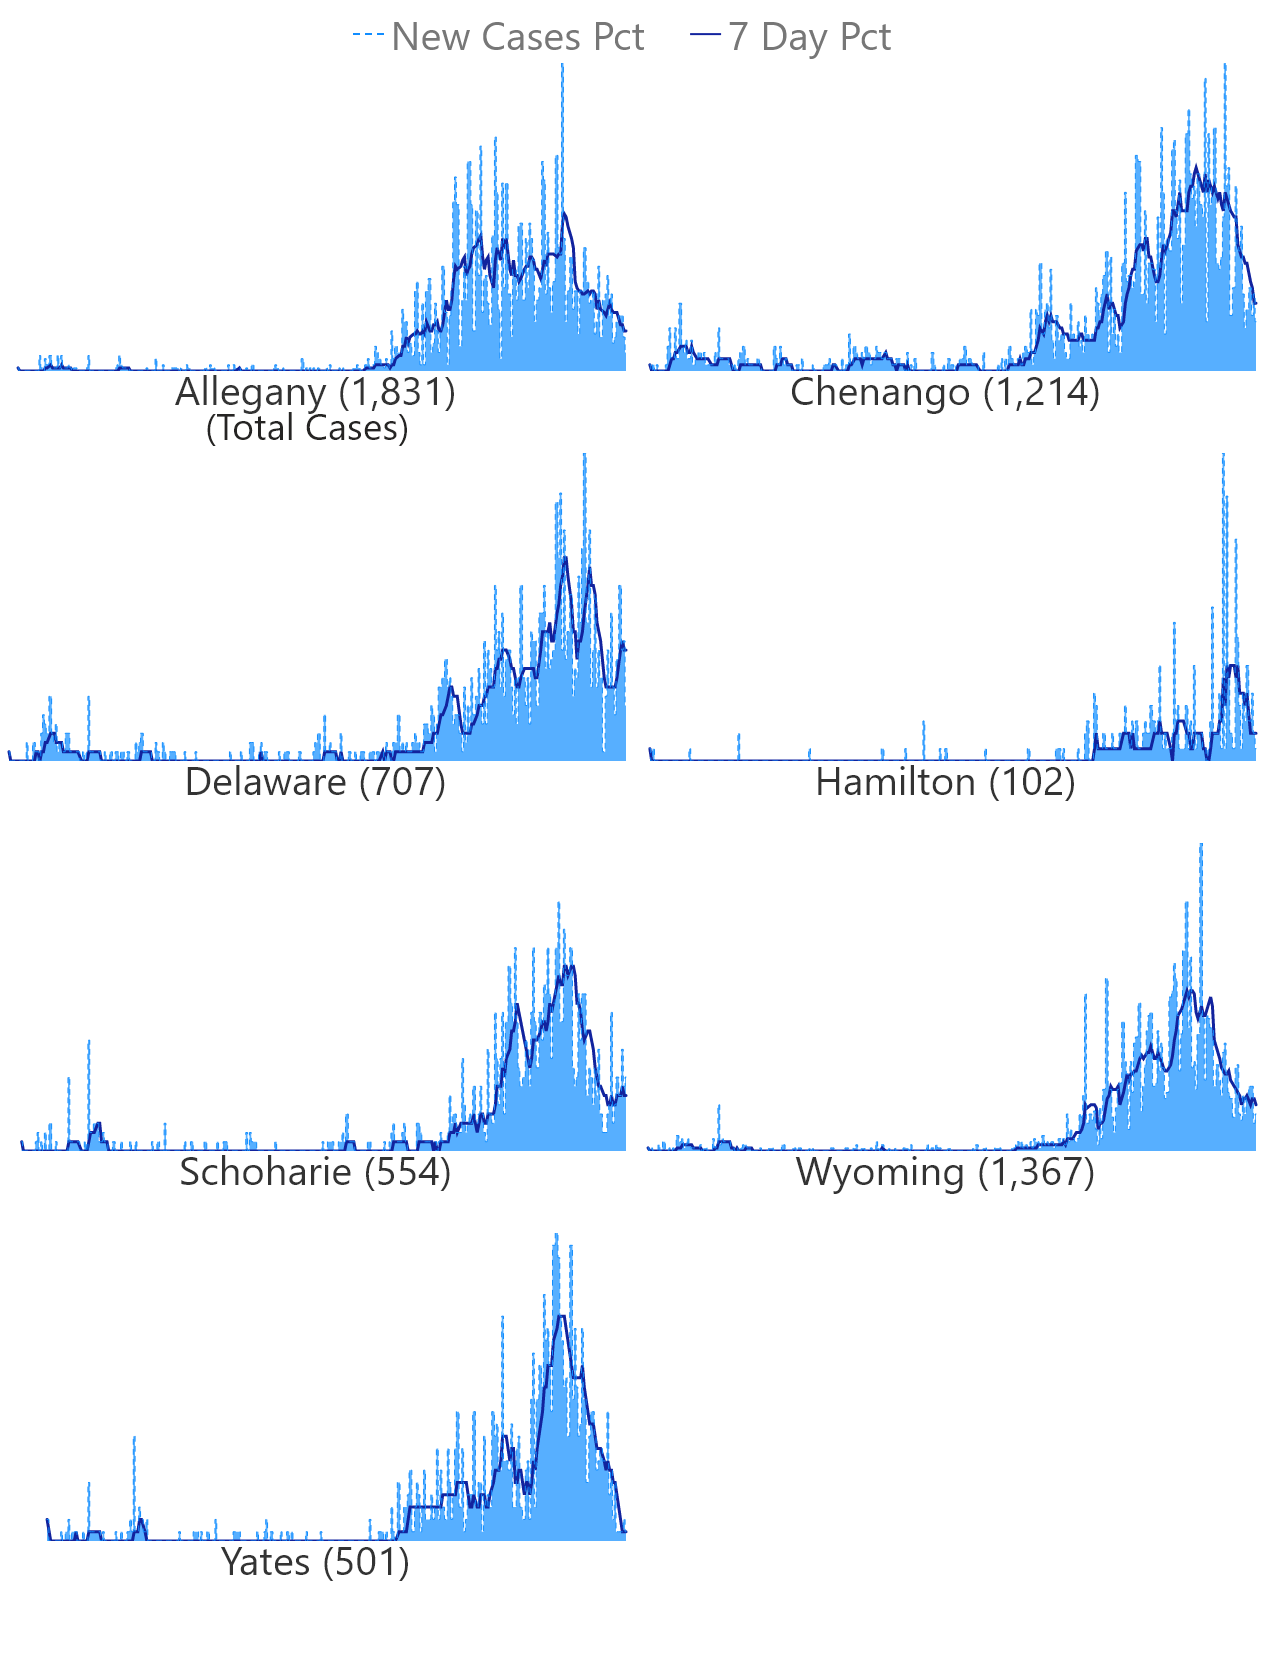 New Cases Pct 7 Day Pct
Allegany (1,831)
(Total Cases)
Chenango (1,214)
Delaware (707)
Hamilton (102)
Schoharie (554)
Wyoming (1,367)
Yates (501)